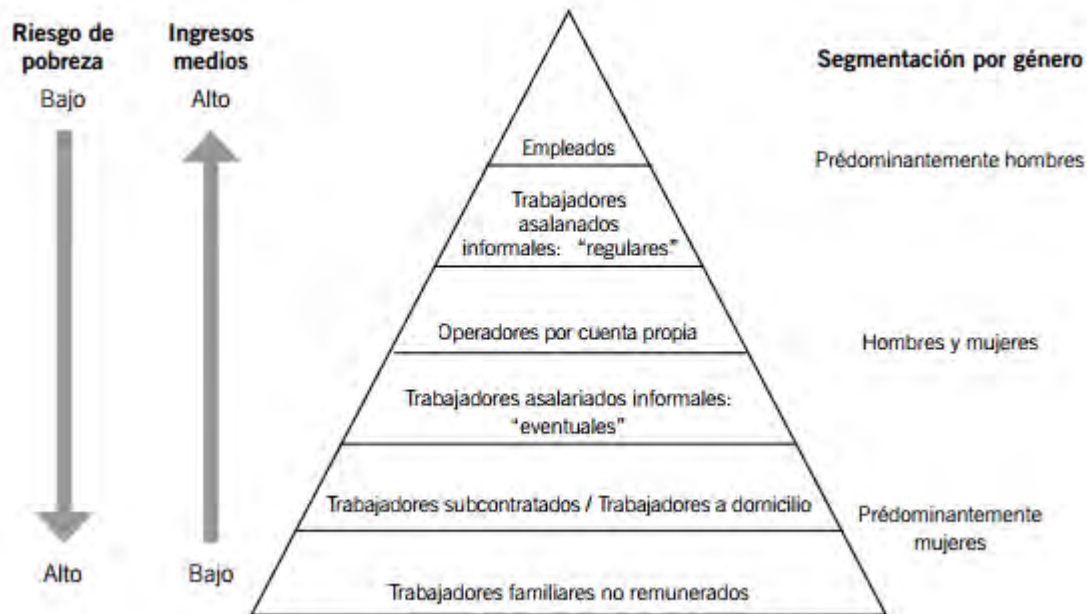 Riesgo de
pobreza
Bajo
Alto
Ingresos
medios
Alto
Bajo
Empleados
Trabajadores
asalanados
informales: "regulares"
Operadores por cuenta propia
Trabajadores asalariados informales:
"eventuales"
Trabajadores subcontratados / Trabajadores a domicilio
Trabajadores familiares no remunerados
Segmentación por género
Prédominantemente hombres
Hombres y mujeres
Prédominantemente
mujeres